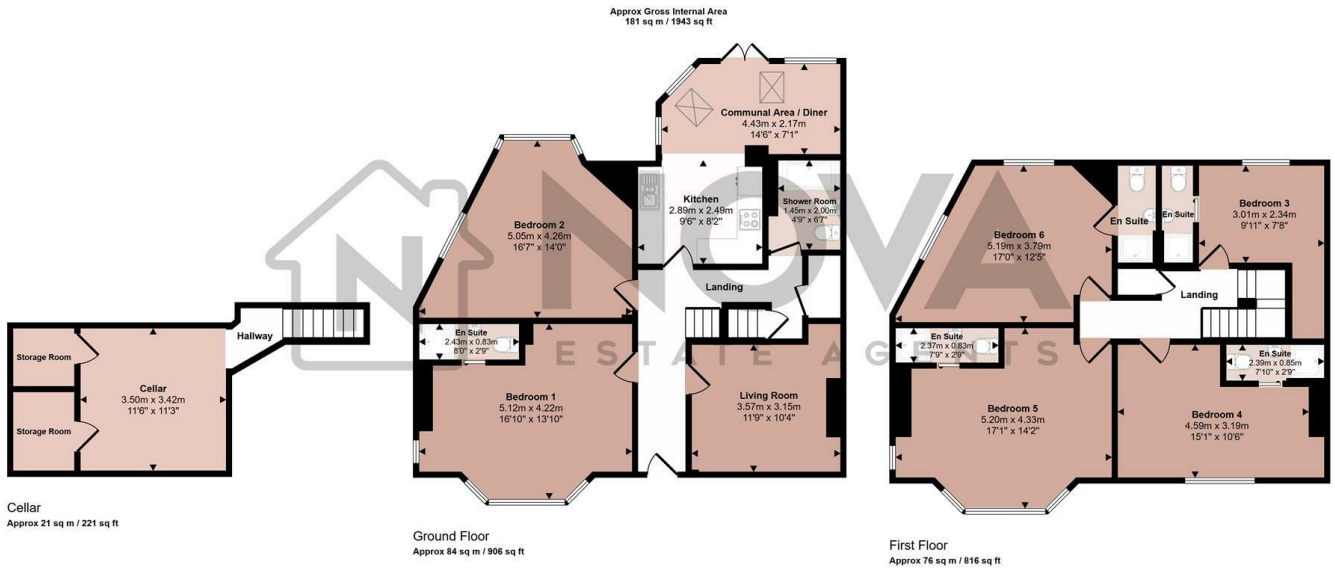 Approx Gross Internal Area
181 sq m / 1943 sq ft
Communal Area / Diner
4.43m x 2.17m
14'6" x 7'1"
Kitchen
2.89m x 2.49m
9'6" x 8'2"
Shower Room
1.45m x 2.00m
4'9" x 6'7"
Bedroom 2
5.05m x 4.26m
16'7" x 14'0"
Landing
En Suite
2.43m x 0.83m
8'0" x 2'9"
Bedroom 1
5.12m x 4.22m
16'10" x 13'10"
Living Room
3.57m x 3.15m
11'9" x 10'4"
Hallway
Storage Room
Cellar
3.50m x 3.42m
11'6" x 11'3"
Storage Room
Cellar
Approx 21 sq m / 221 sq ft
Ground Floor
Approx 84 sq m / 906 sq ft
En Suite
En Suite
Bedroom 3
3.01m x 2.34m
9'11" x 7'8"
Bedroom 6
5.19m x 3.79m
17'0" x 12'5"
Landing
En Suite
2.37m x 0.83m
7'9" x 2'9"
En Suite
2.39m x 0.85m
7'10" x 2'9"
Bedroom 5
5.20m x 4.33m
17'1" x 14'2"
Bedroom 4
4.59m x 3.19m
15'1" x 10'6"
First Floor
Approx 76 sq m / 816 sq ft
N NOVA
ESTATE AGENTS